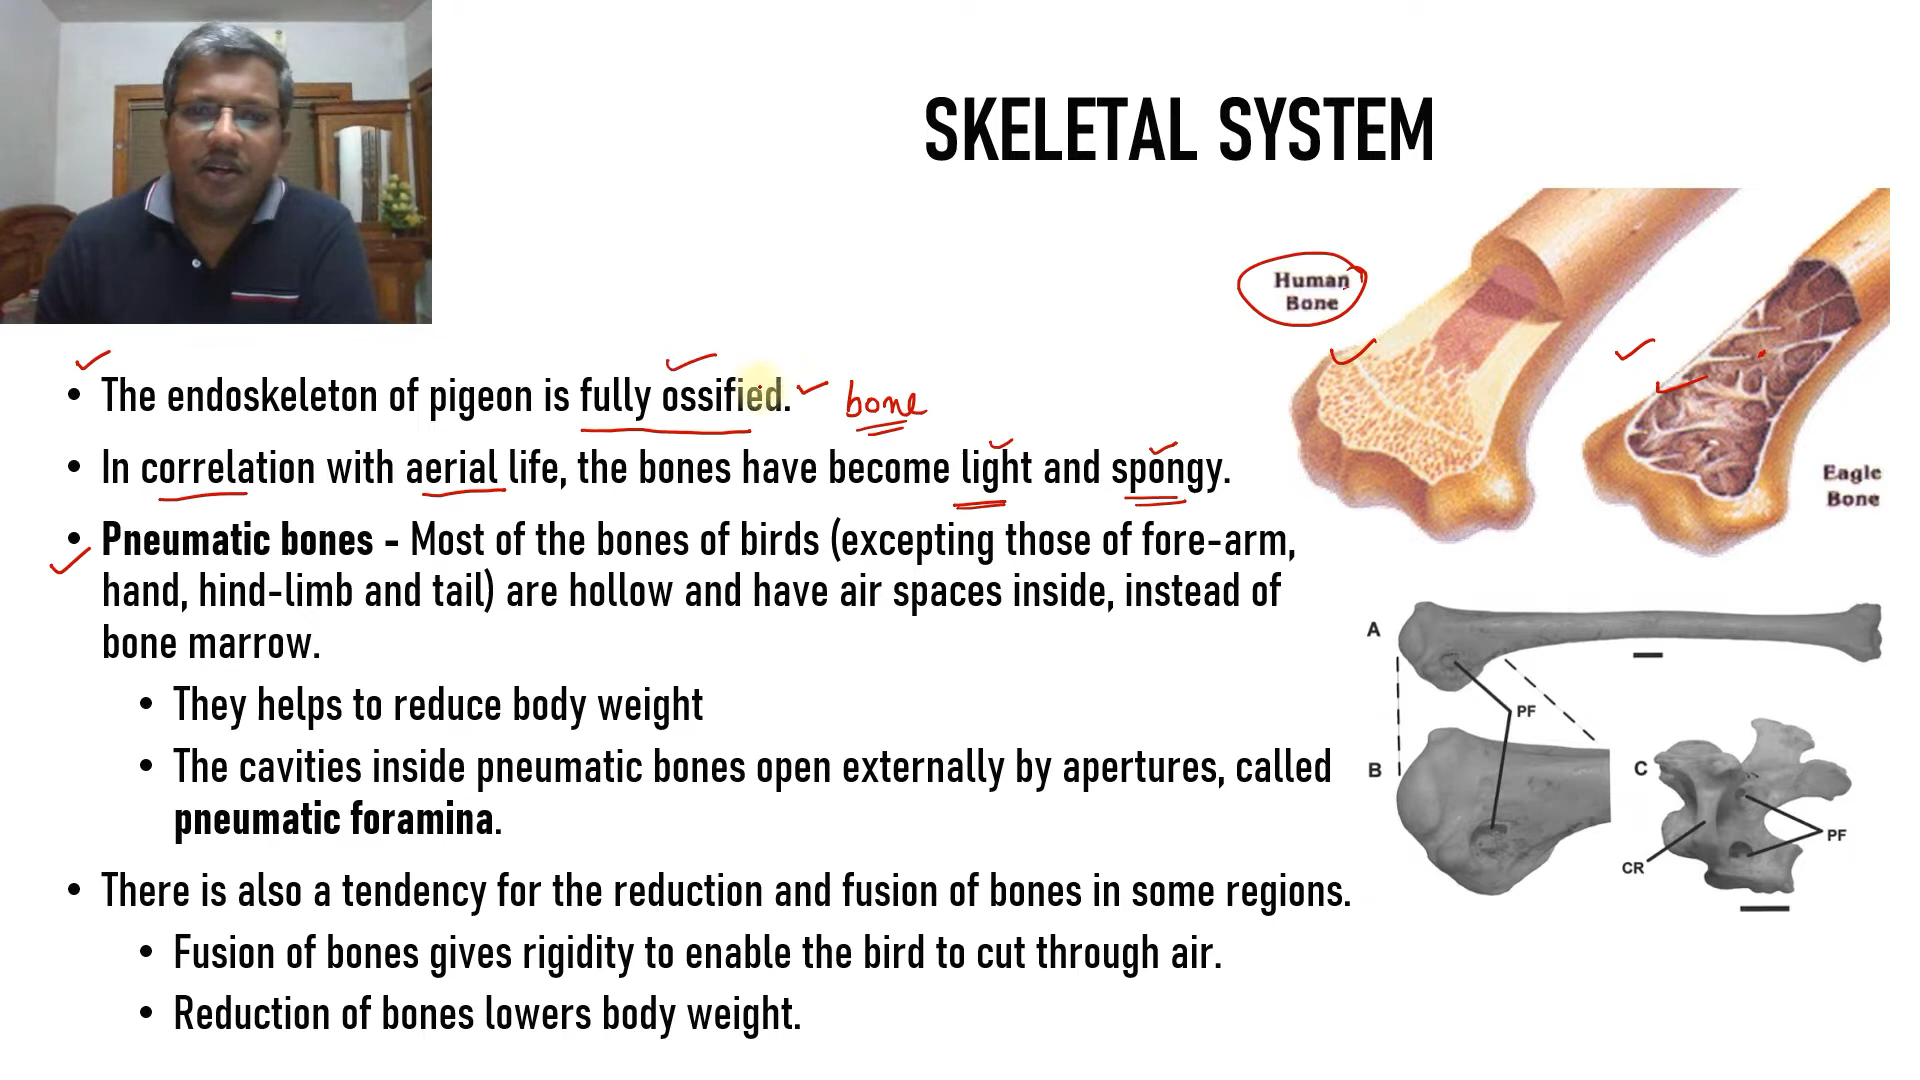 SKELETAL SYSTEM
Human
Bone
• The endoskeleton of pigeon is fully ossified. bone
• In correlation with aerial life, the bones have become light and spongy.
Eagle
Bone
• Pneumatic bones - Most of the bones of birds (excepting those of fore-arm,
hand, hind-limb and tail) are hollow and have air spaces inside, instead of
bone marrow.
• They helps to reduce body weight
• The cavities inside pneumatic bones open externally by apertures, called
pneumatic foramina.
• There is also a tendency for the reduction and fusion of bones in some regions.
• Fusion of bones gives rigidity to enable the bird to cut through air.
• Reduction of bones lowers body weight.
A
PF
B
C
PF
CR